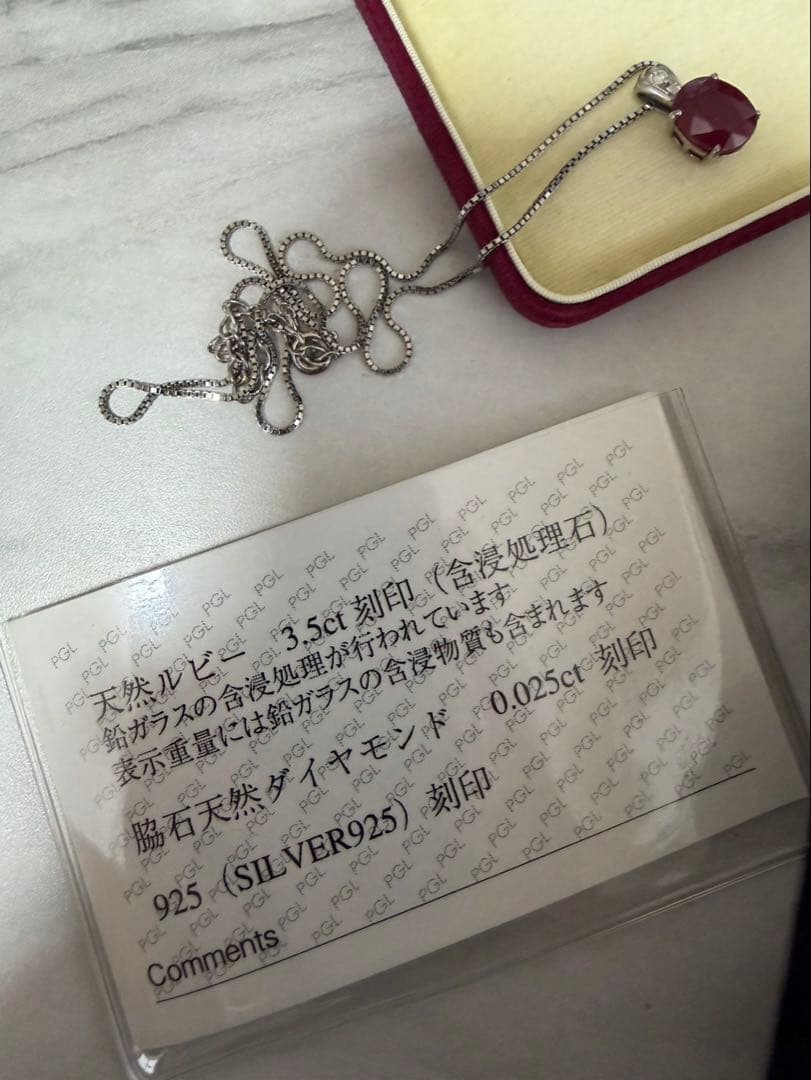 天然ルビー 3.5ct 刻印（含浸処理石）
鉛ガラスの含浸処理が行われています
表示重量には鉛ガラスの含浸物質も含まれます
脇石天然ダイヤモンド 0.025ct 刻印
925（SILVER925）刻印
Comments
PGL